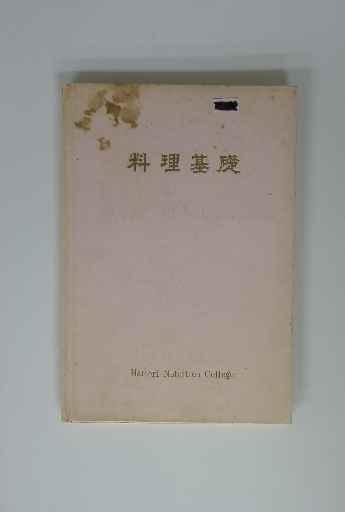 料理基礎
Hattori Nutrition College